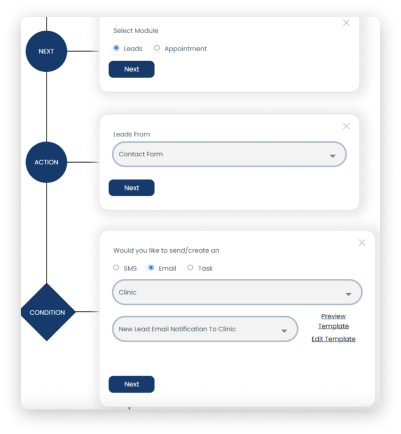 Select Module
NEXT
Leads Appointment
Next
Leads From
Contact Form
ACTION
Next
Would you like to send/create an
SMS Email Task
Clinic
CONDITION
New Lead Email Notification To Clinic
Preview
Template
Edit Template
Next